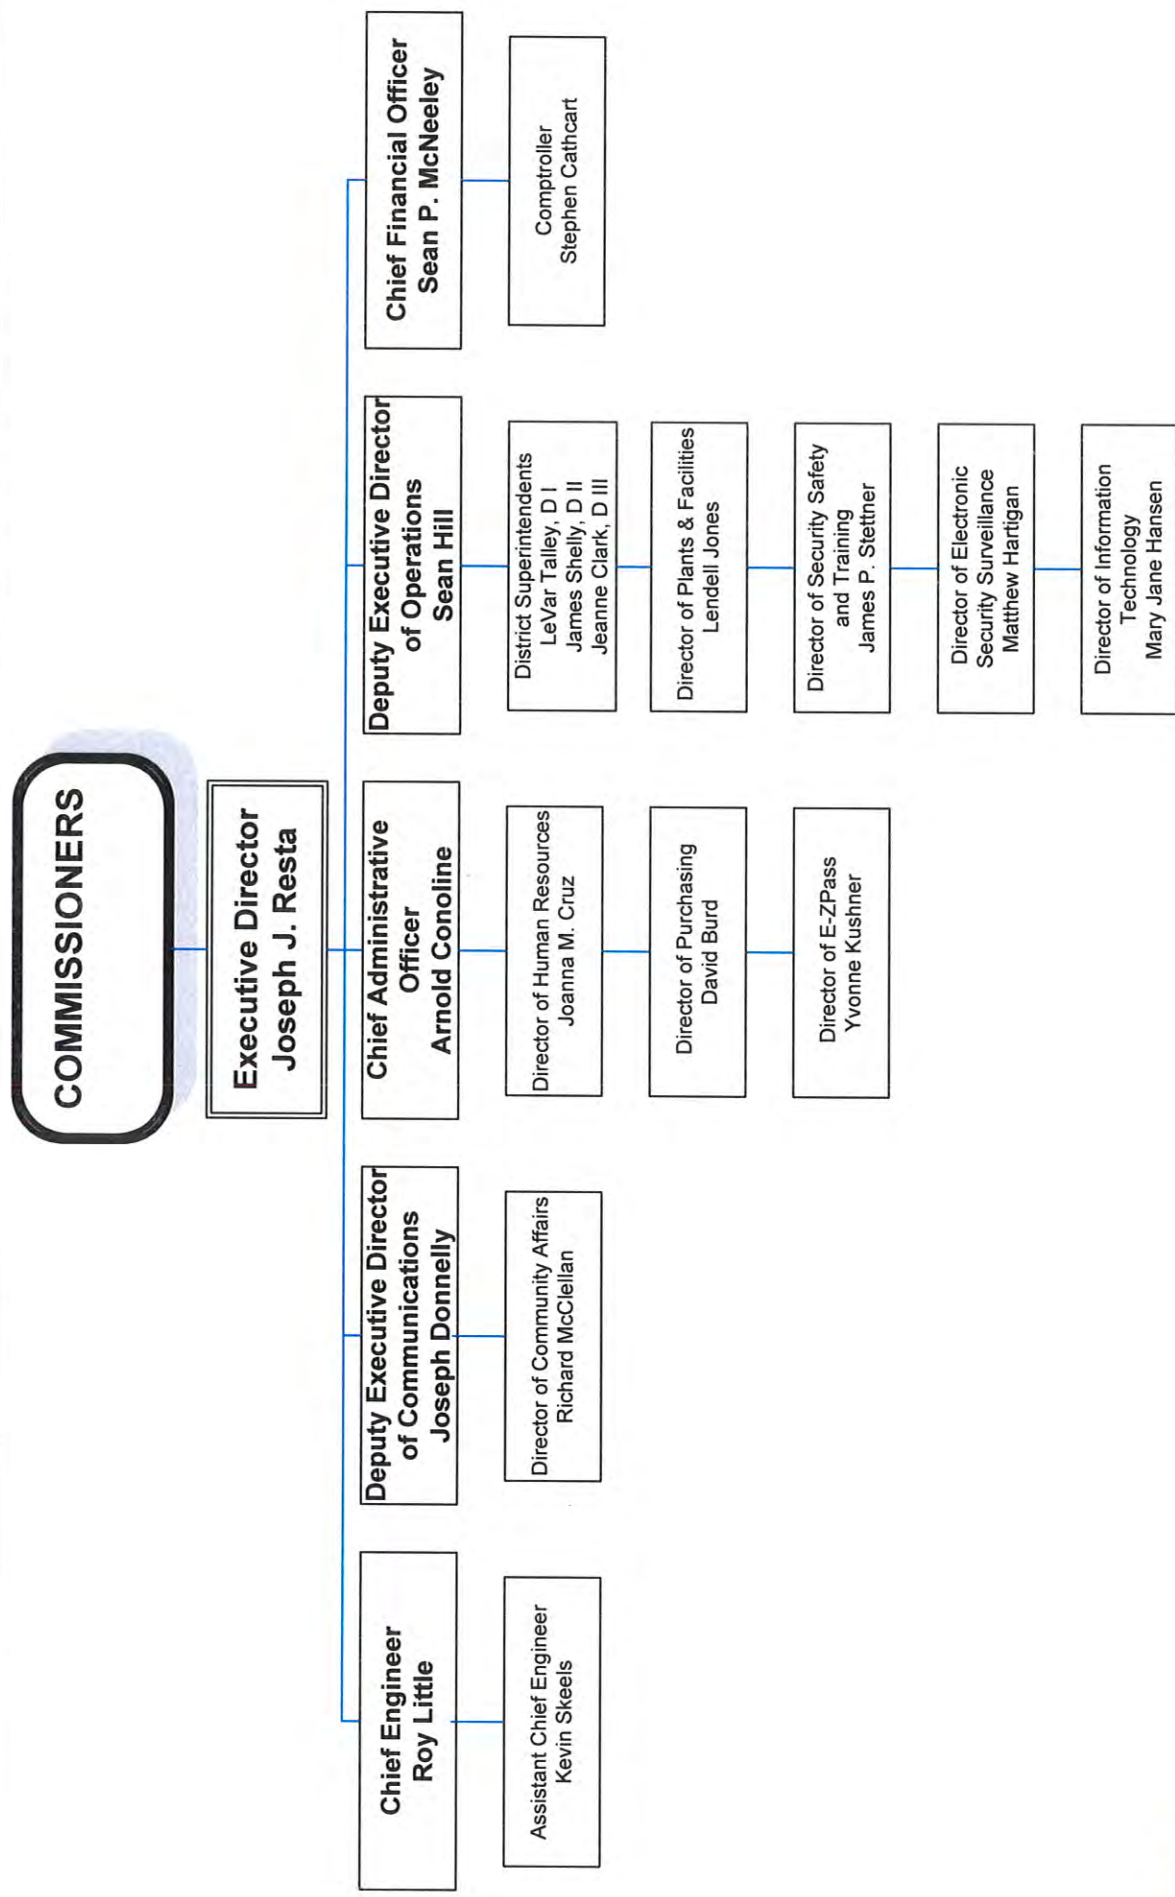 COMMISSIONERS
Executive Director
Joseph J. Resta
Chief Engineer
Roy Little
Assistant Chief Engineer
Kevin Skeels
Deputy Executive Director
of Communications
Joseph Donnelly
Director of Community Affairs
Richard McClellan
Chief Administrative
Officer
Arnold Conoline
Director of Human Resources
Joanna M. Cruz
Director of Purchasing
David Burd
Director of E-ZPass
Yvonne Kushner
Deputy Executive Director
of Operations
Sean Hill
District Superintendents
LeVar Talley, D I
James Shelly, D II
Jeanne Clark, D III
Director of Plants & Facilities
Lendell Jones
Director of Security Safety
and Training
James P. Stettner
Director of Electronic
Security Surveillance
Matthew Hartigan
Director of Information
Technology
Mary Jane Hansen
Chief Financial Officer
Sean P. McNeeley
Comptroller
Stephen Cathcart